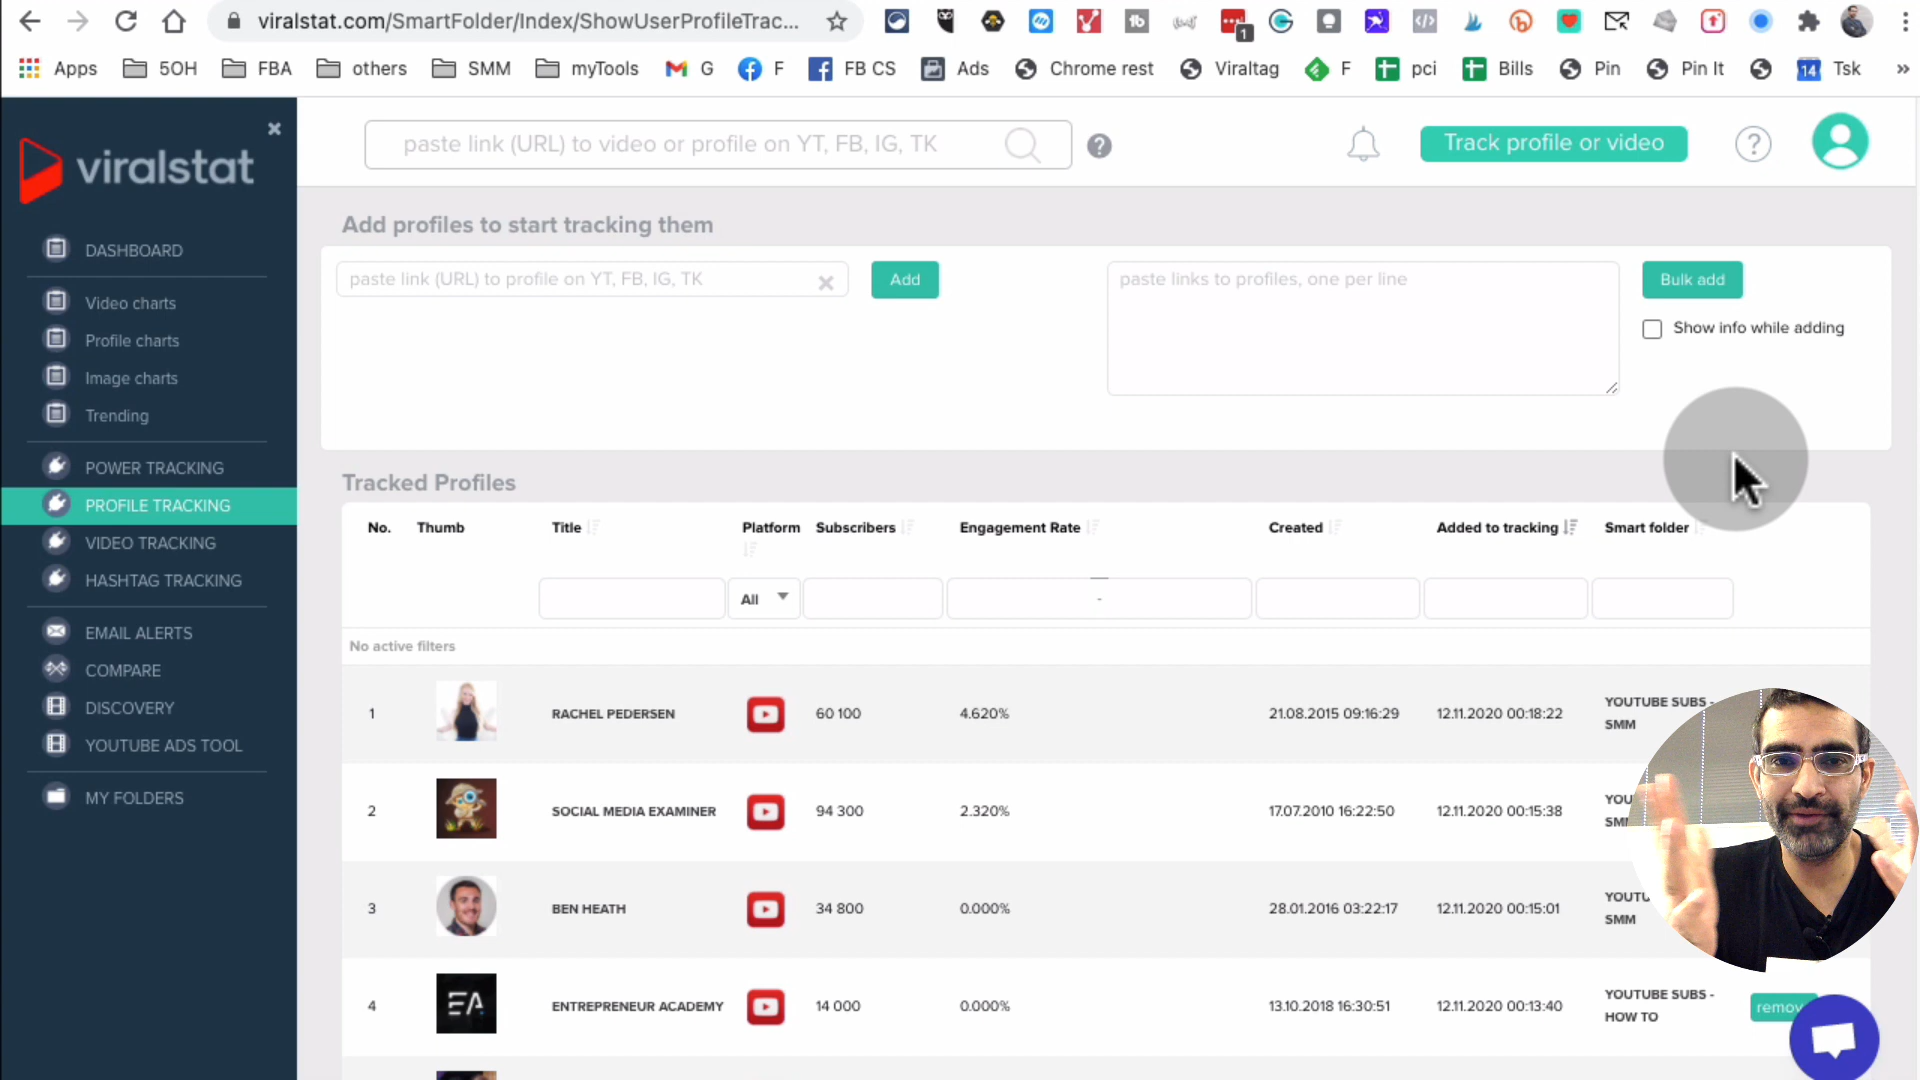 viralstat.com/SmartFolder/Index/ShowUserProfileTrac...
1
Apps 5OH FBA others SMM myTools G F FB CS Ads Chrome rest Viraltag F pci Bills Pin Pin It 14 Tsk »
viralstat
paste link (URL) to video or profile on YT, FB, IG, TK
?
Track profile or video
?
DASHBOARD
Video charts
Profile charts
Image charts
Trending
POWER TRACKING
PROFILE TRACKING
VIDEO TRACKING
HASHTAG TRACKING
EMAIL ALERTS
COMPARE
DISCOVERY
YOUTUBE ADS TOOL
MY FOLDERS
Add profiles to start tracking them
paste link (URL) to profile on YT, FB, IG, TK
Add
paste links to profiles, one per line
Bulk add
Show info while adding
Tracked Profiles
No. Thumb Title Platform Subscribers Engagement Rate Created Added to tracking Smart folder
All
-
No active filters
1 RACHEL PEDERSEN 60 100 4.620% 21.08.2015 09:16:29 12.11.2020 00:18:22 YOUTUBE SUBS -
SMM
2 SOCIAL MEDIA EXAMINER 94 300 2.320% 17.07.2010 16:22:50 12.11.2020 00:15:38 YOU
SM
3 BEN HEATH 34 800 0.000% 28.01.2016 03:22:17 12.11.2020 00:15:01 YOUTU
SMM
EA
4 ENTREPRENEUR ACADEMY 14 000 0.000% 13.10.2018 16:30:51 12.11.2020 00:13:40 YOUTUBE SUBS -
HOW TO
remov